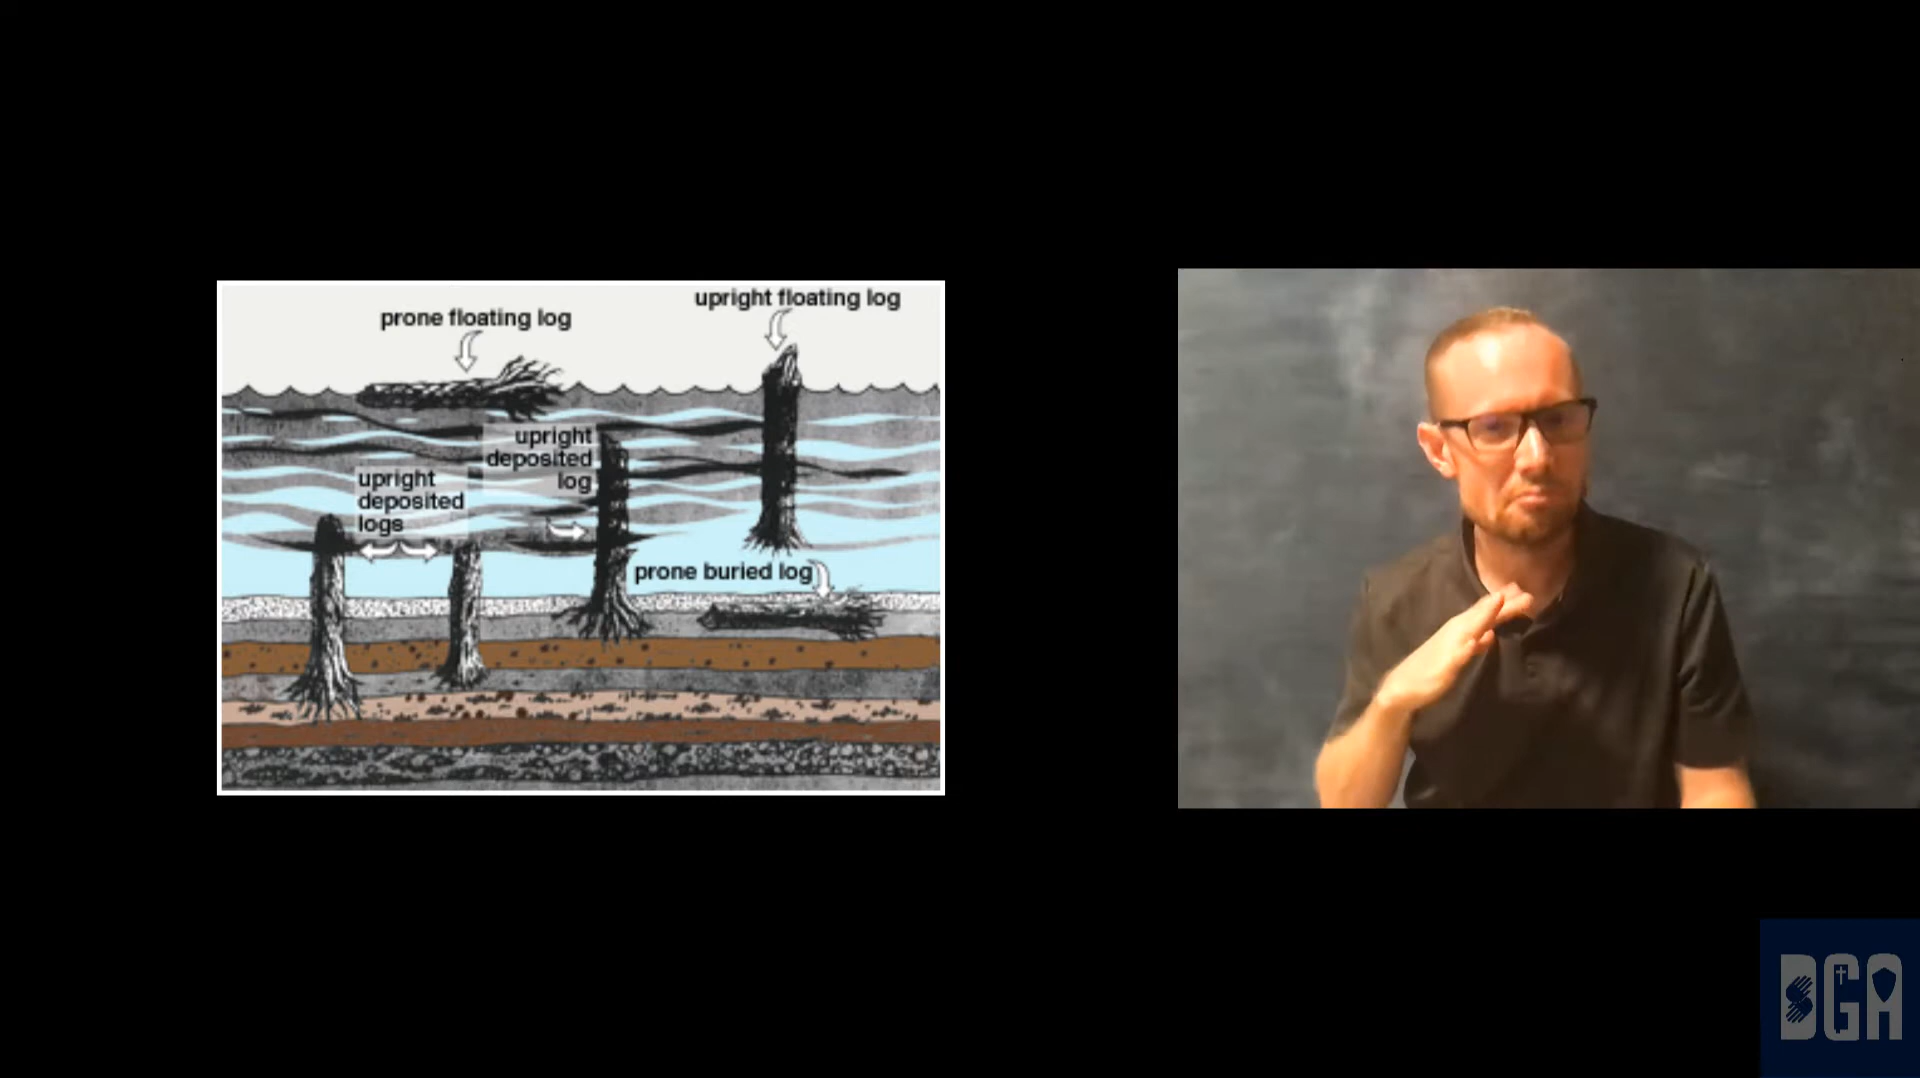 prone floating log
upright floating log
upright
deposited
log
upright
deposited
logs
prone buried log
BGA